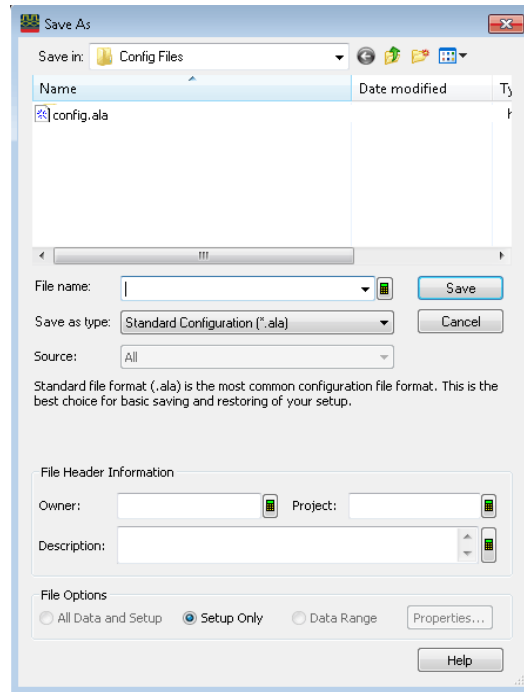 Save As
Save in: Config Files
Name Date modified
config.ala
File name: Save
Save as type: Standard Configuration (*.ala) Cancel
Source: All
Standard file format (.ala) is the most common configuration file format. This is the
best choice for basic saving and restoring of your setup.
File Header Information
Owner: Project:
Description:
File Options
All Data and Setup Setup Only Data Range Properties...
Help